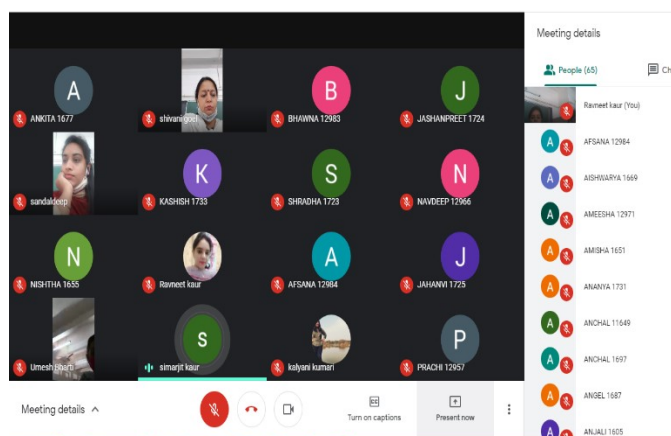 Meeting details
People (65)
Ch
A
ANKITA 1677
shivani goel
B
BHAWNA 12983
J
JASHANPREET 1724
sandaldeep
K
KASHISH 1733
S
SHRADHA 1723
N
NAVDEEP 12966
N
NISHTHA 1655
Ravneet kaur
A
AFSANA 12984
J
JAHANVI 1725
Umesh Bharti
S
simarjit kaur
kalyani kumari
P
PRACHI 12957
Ravneet kaur (You)
A
AFSANA 12984
A
AISHWARYA 1669
A
AMEESHA 12971
A
AMISHA 1651
A
ANANYA 1731
A
ANCHAL 11649
A
ANCHAL 1697
A
ANGEL 1687
A
ANJALI 1605
Meeting details
Turn on captions
Present now